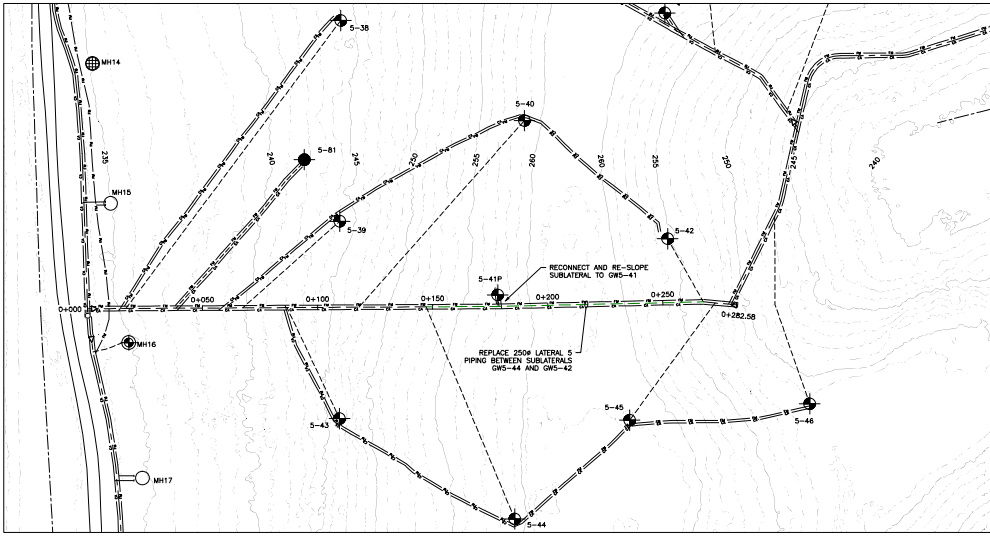 5-38
MH14
5-40
235
240
5-81
245
250
255
260
260
255
250
245
240
MH15
5-39
5-42
5-41P
RECONNECT AND RE-SLOPE
SUBLATERAL TO GW5-41
0+000
0+050
0+100
0+150
0+200
0+250
0+282.58
MH16
REPLACE 250ø LATERAL 5
PIPING BETWEEN SUBLATERALS
GW5-44 AND GW5-42
5-43
5-45
5-46
MH17
5-44